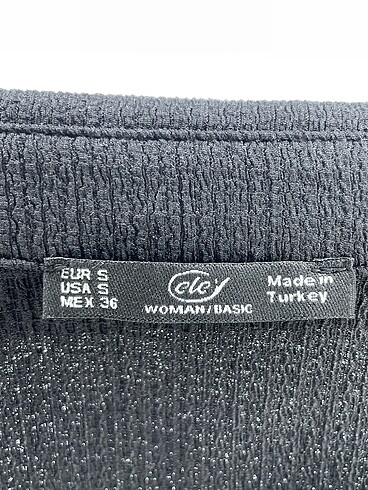 EUR S
USA S
MEX 36
eley
WOMAN/BASIC
Made in
Turkey